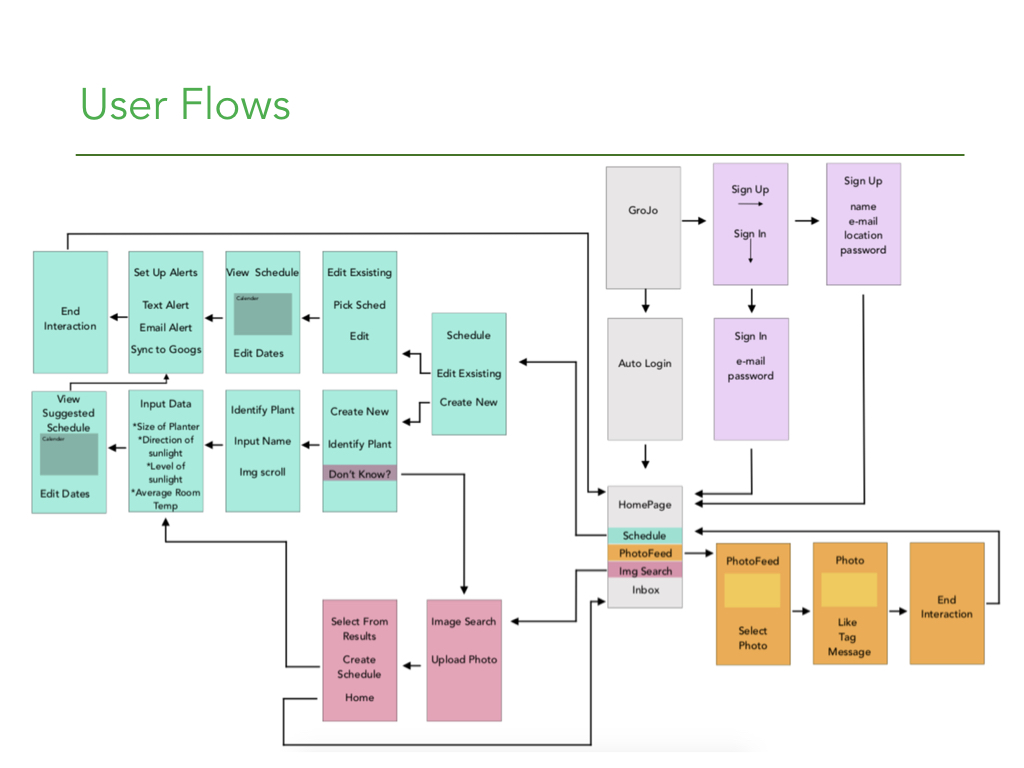 User Flows
GroJo
Sign Up
Sign In
Sign Up
name
e-mail
location
password
Auto Login
Sign In
e-mail
password
HomePage
Schedule
PhotoFeed
Img Search
Inbox
End
Interaction
Set Up Alerts
Text Alert
Email Alert
Sync to Googs
View Schedule
Calender
Edit Dates
Edit Exsisting
Pick Sched
Edit
Schedule
Edit Exsisting
Create New
View
Suggested
Schedule
Calender
Edit Dates
Input Data
*Size of Planter
*Direction of
sunlight
*Level of
sunlight
*Average Room
Temp
Identify Plant
Input Name
Img scroll
Create New
Identify Plant
Don't Know?
Select From
Results
Create
Schedule
Home
Image Search
Upload Photo
PhotoFeed
Select
Photo
Photo
Like
Tag
Message
End
Interaction